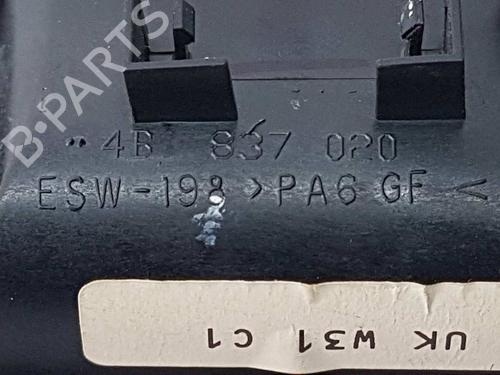 B-PARTS
" 4B 837 020
ESW-198 >PA6 GF<
UK W31 C1